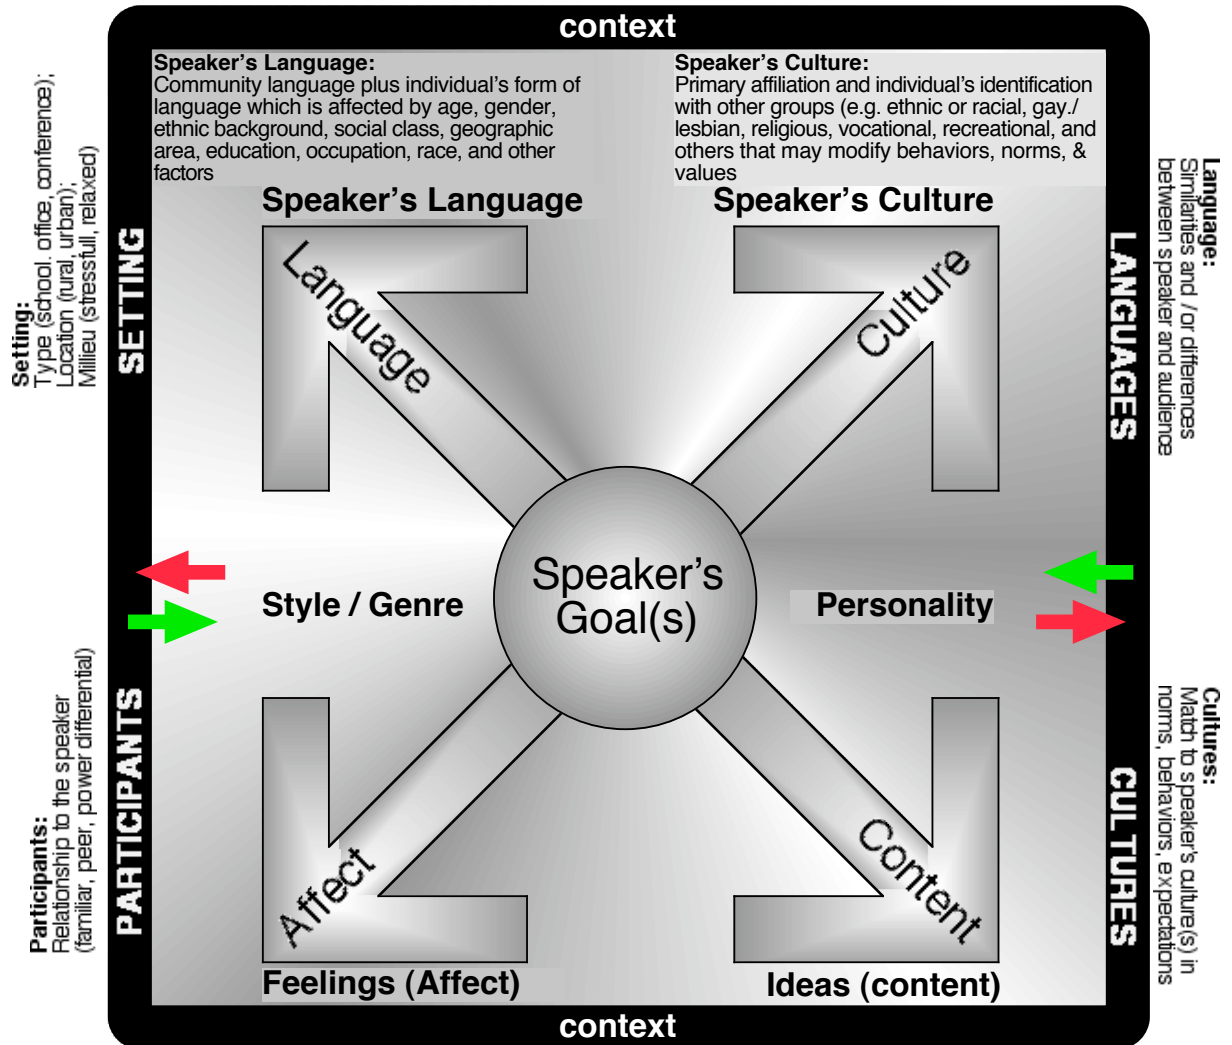 context
Speaker's Language:
Community language plus individual's form of
language which is affected by age, gender,
ethnic background, social class, geographic
area, education, occupation, race, and other
factors
Speaker's Culture:
Primary affiliation and individual's identification
with other groups (e.g. ethnic or racial, gay./
lesbian, religious, vocational, recreational, and
others that may modify behaviors, norms, &
values
Speaker's Language
Speaker's Culture
Setting:
Type (school. office, conference);
Location (rural, urban);
Millieu (stressfull, relaxed)
SETTING
Language
Culture
LANGUAGES
Language:
Similarities and / or differences
between speaker and audience
Style / Genre
Speaker's
Goal(s)
Personality
Participants:
Relationship to the speaker
(familiar, peer, power differential)
PARTICIPANTS
Affect
Content
CULTURES
Cultures:
Match to speaker's culture(s) in
norms, behaviors, expectations
Feelings (Affect)
Ideas (content)
context